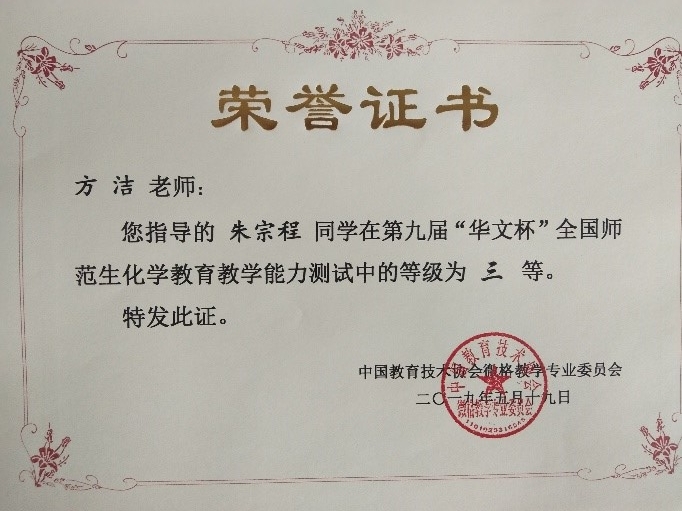 荣誉证书
方 洁 老师：
您指导的 朱宗程 同学在第九届“华文杯”全国师
范生化学教育教学能力测试中的等级为 三 等。
特发此证。
中国教育技术协会微格教学专业委员会
二〇一九年五月十九日
中国教育技术协会
微格教学专业委员会